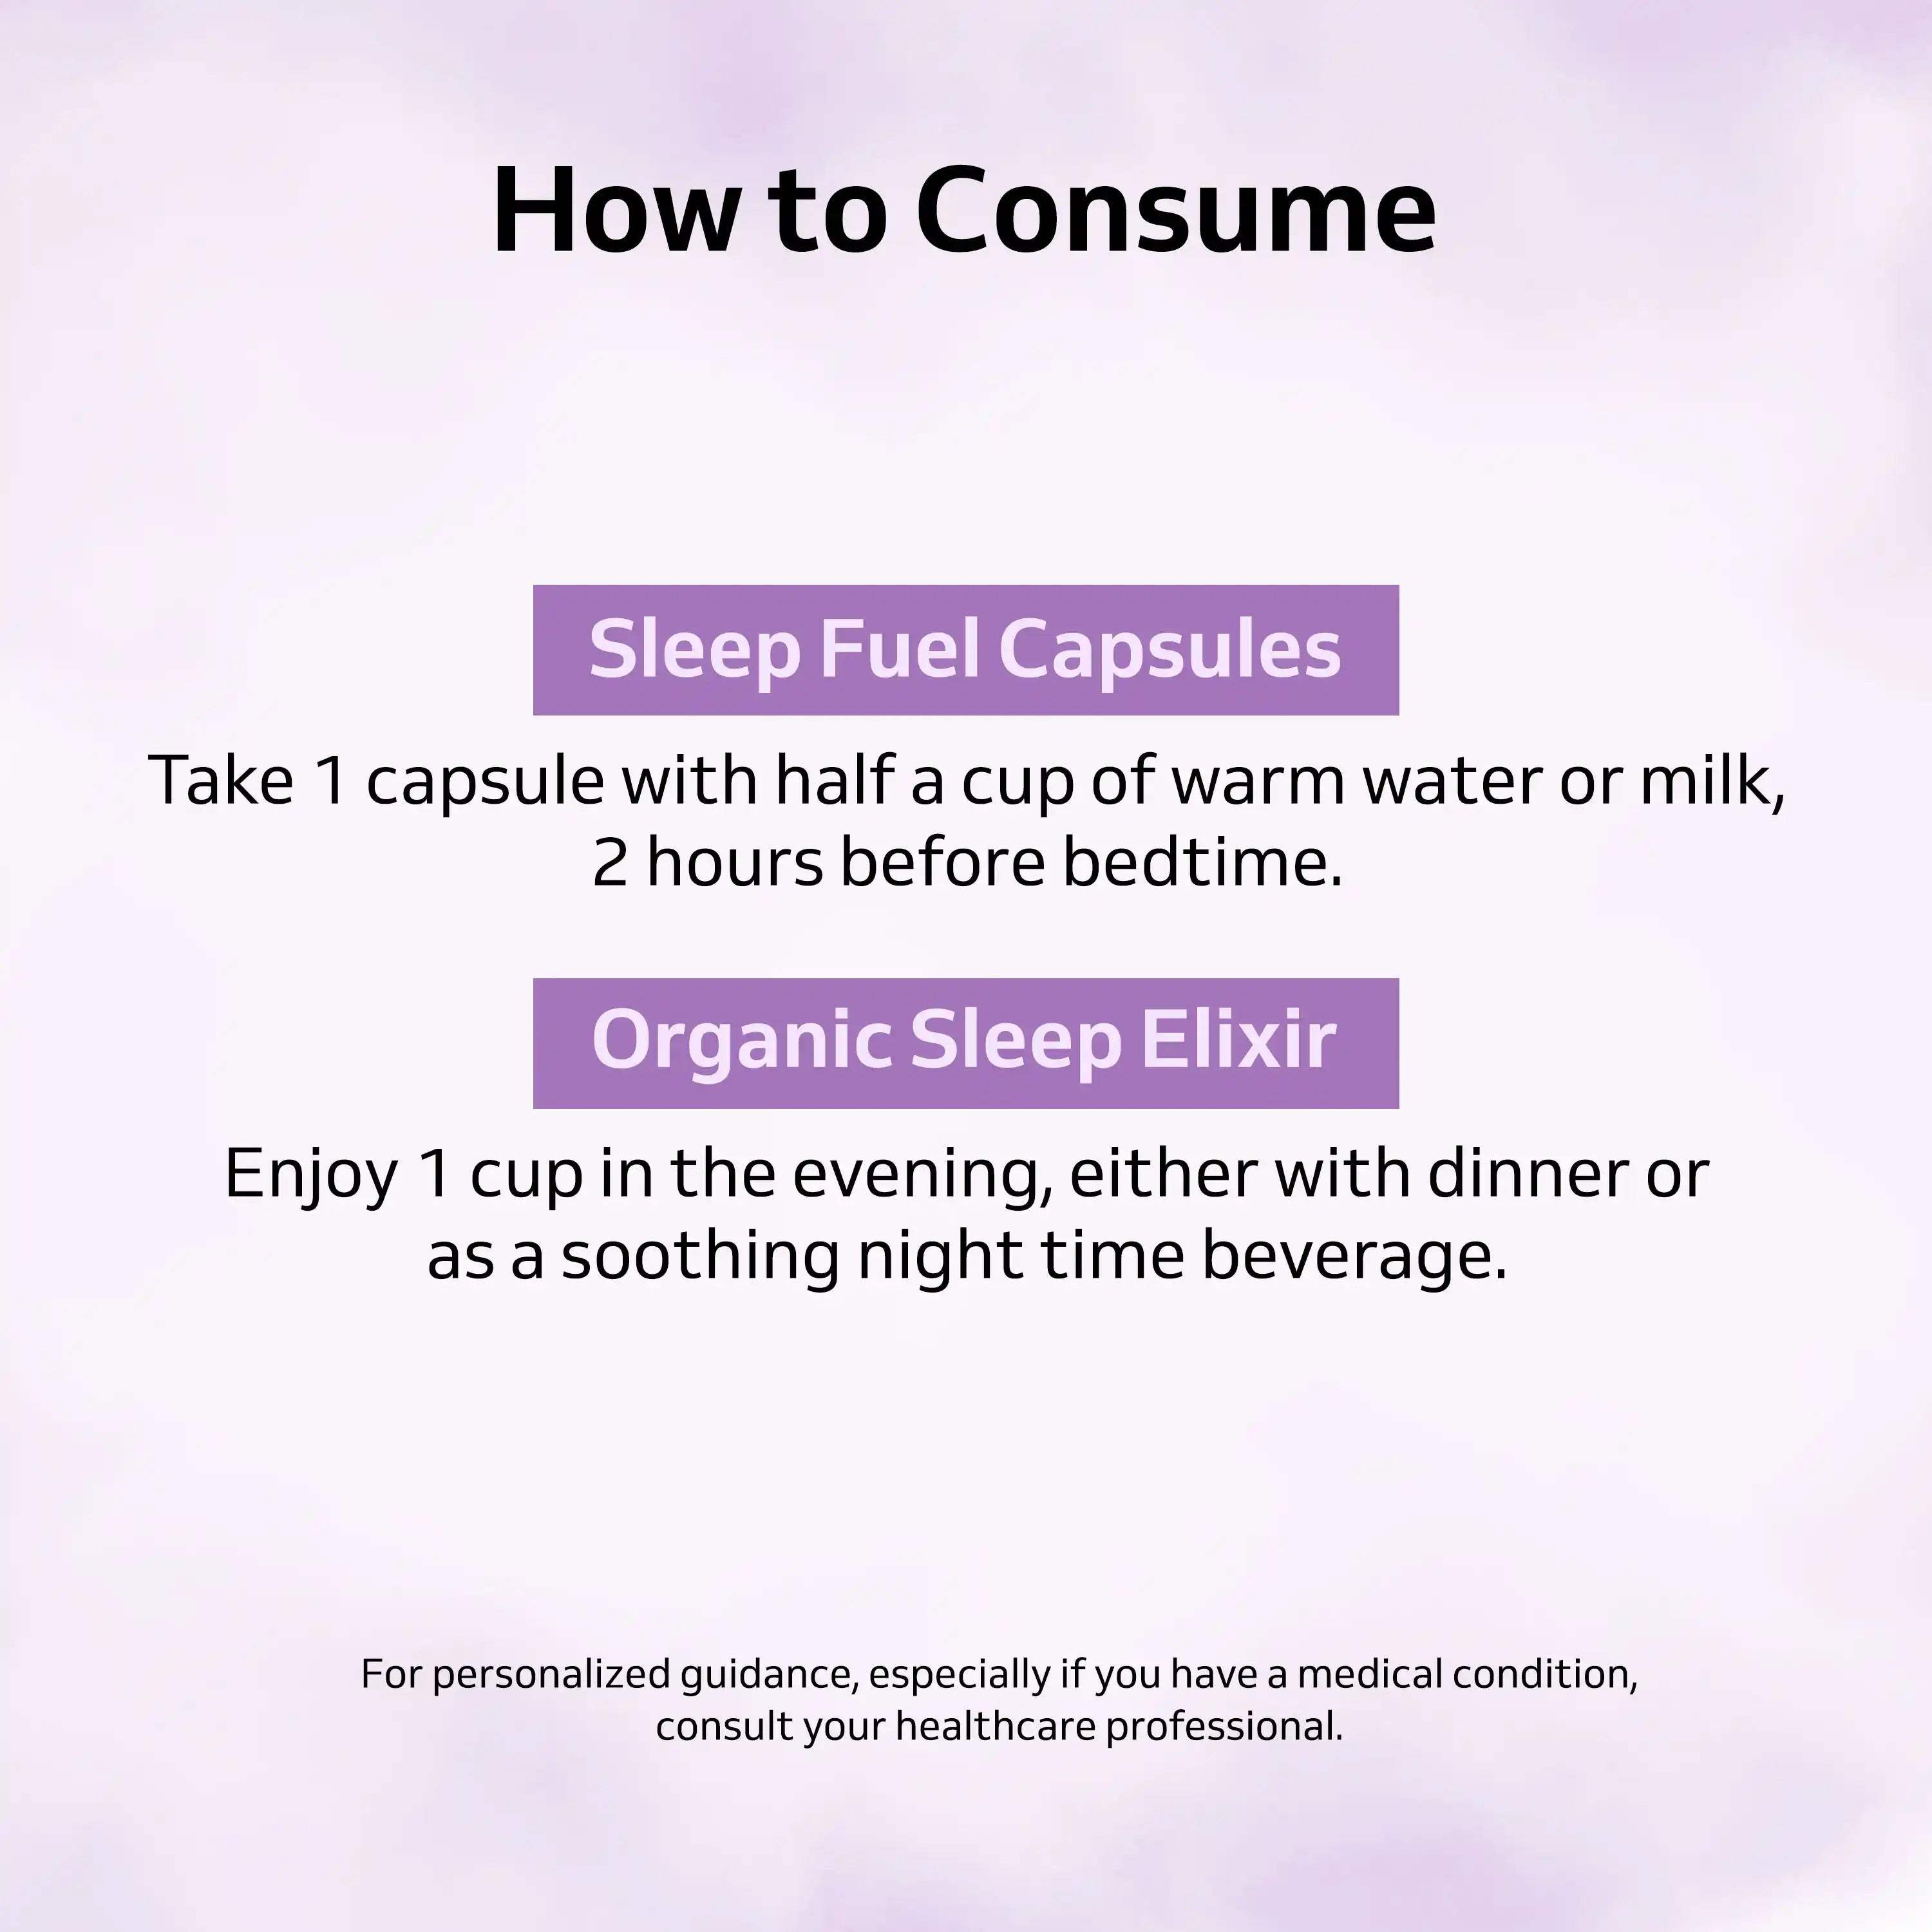 How to Consume
Sleep Fuel Capsules
Take 1 capsule with half a cup of warm water or milk,
2 hours before bedtime.
Organic Sleep Elixir
Enjoy 1 cup in the evening, either with dinner or
as a soothing night time beverage.
For personalized guidance, especially if you have a medical condition,
consult your healthcare professional.